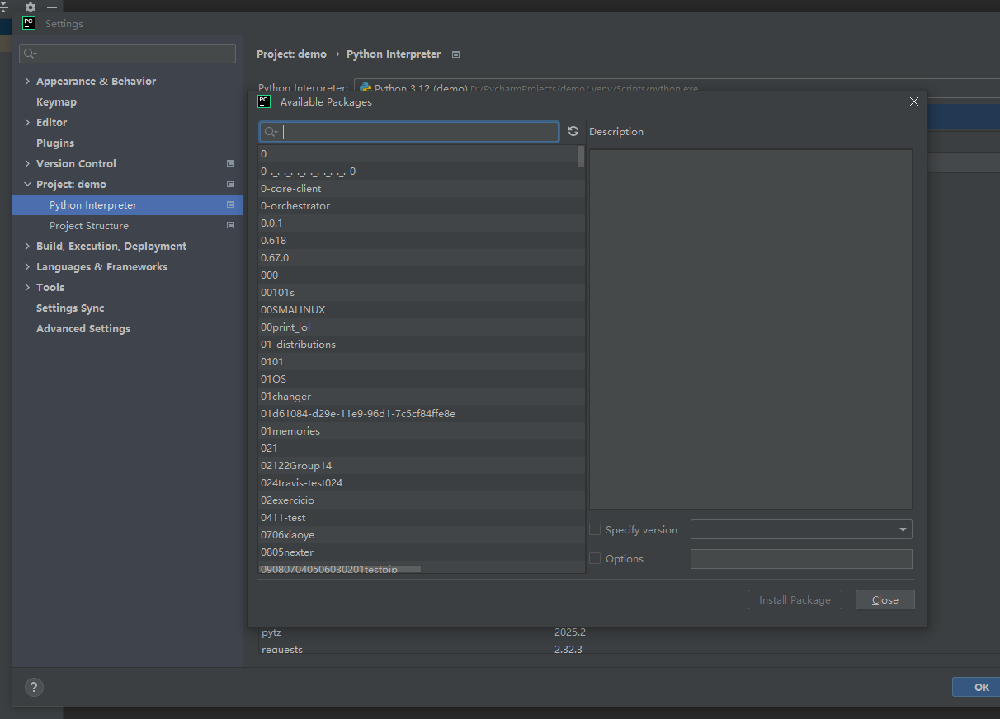 PC
Settings
Project: demo › Python Interpreter
Appearance & Behavior
Keymap
Editor
Plugins
Version Control
Project: demo
Python Interpreter
Project Structure
Build, Execution, Deployment
Languages & Frameworks
Tools
Settings Sync
Advanced Settings
Python Interpreter: Python 3.12 (demo) D:/PycharmProjects/demo/.venv/Scripts/python.exe
PC
Available Packages
Description
0
0-._.-._.-._.-._.-._.-._.-0
0-core-client
0-orchestrator
0.0.1
0.618
0.67.0
000
00101s
00SMALINUX
00print_lol
01-distributions
0101
01OS
01changer
01d61084-d29e-11e9-96d1-7c5cf84ffe8e
01memories
021
02122Group14
024travis-test024
02exercicio
0411-test
0706xiaoye
0805nexter
090807040506030201testpip
Specify version
Options
Install Package
Close
pytz 2025.2
requests 2.32.3
?
OK